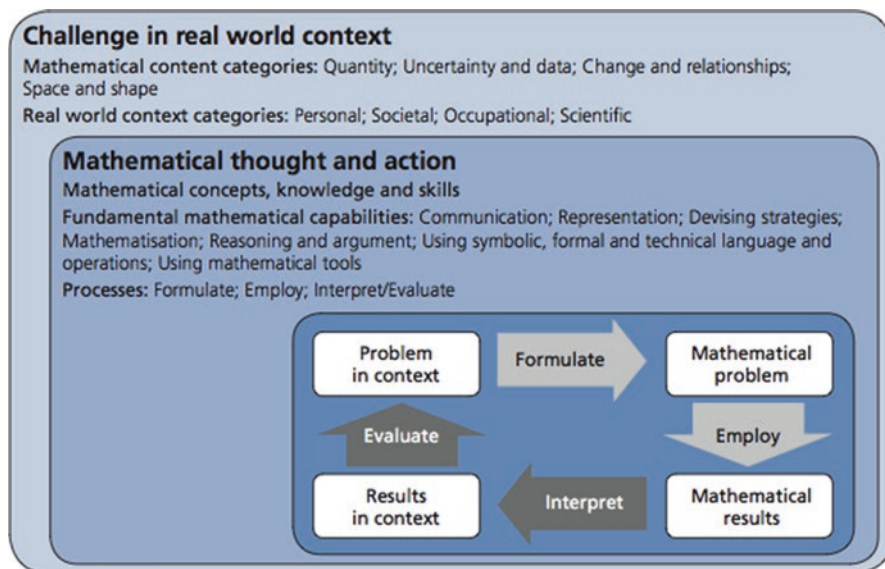 Challenge in real world context
Mathematical content categories: Quantity; Uncertainty and data; Change and relationships;
Space and shape
Real world context categories: Personal; Societal; Occupational; Scientific
Mathematical thought and action
Mathematical concepts, knowledge and skills
Fundamental mathematical capabilities: Communication; Representation; Devising strategies;
Mathematisation; Reasoning and argument; Using symbolic, formal and technical language and
operations; Using mathematical tools
Processes: Formulate; Employ; Interpret/Evaluate
Problem
in context
Formulate
Mathematical
problem
Evaluate
Employ
Results
in context
Interpret
Mathematical
results